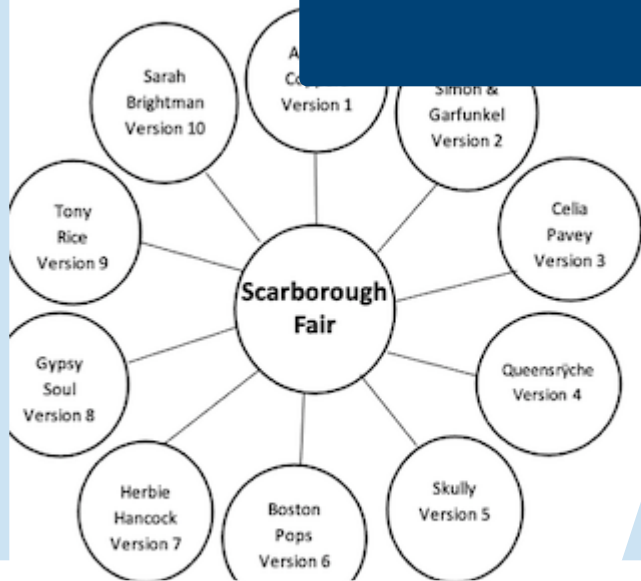 Version 1
Simon &
Garfunkel
Version 2
Celia
Pavey
Version 3
Queensrÿche
Version 4
Skully
Version 5
Boston
Pops
Version 6
Herbie
Hancock
Version 7
Gypsy
Soul
Version 8
Tony
Rice
Version 9
Sarah
Brightman
Version 10
Scarborough
Fair